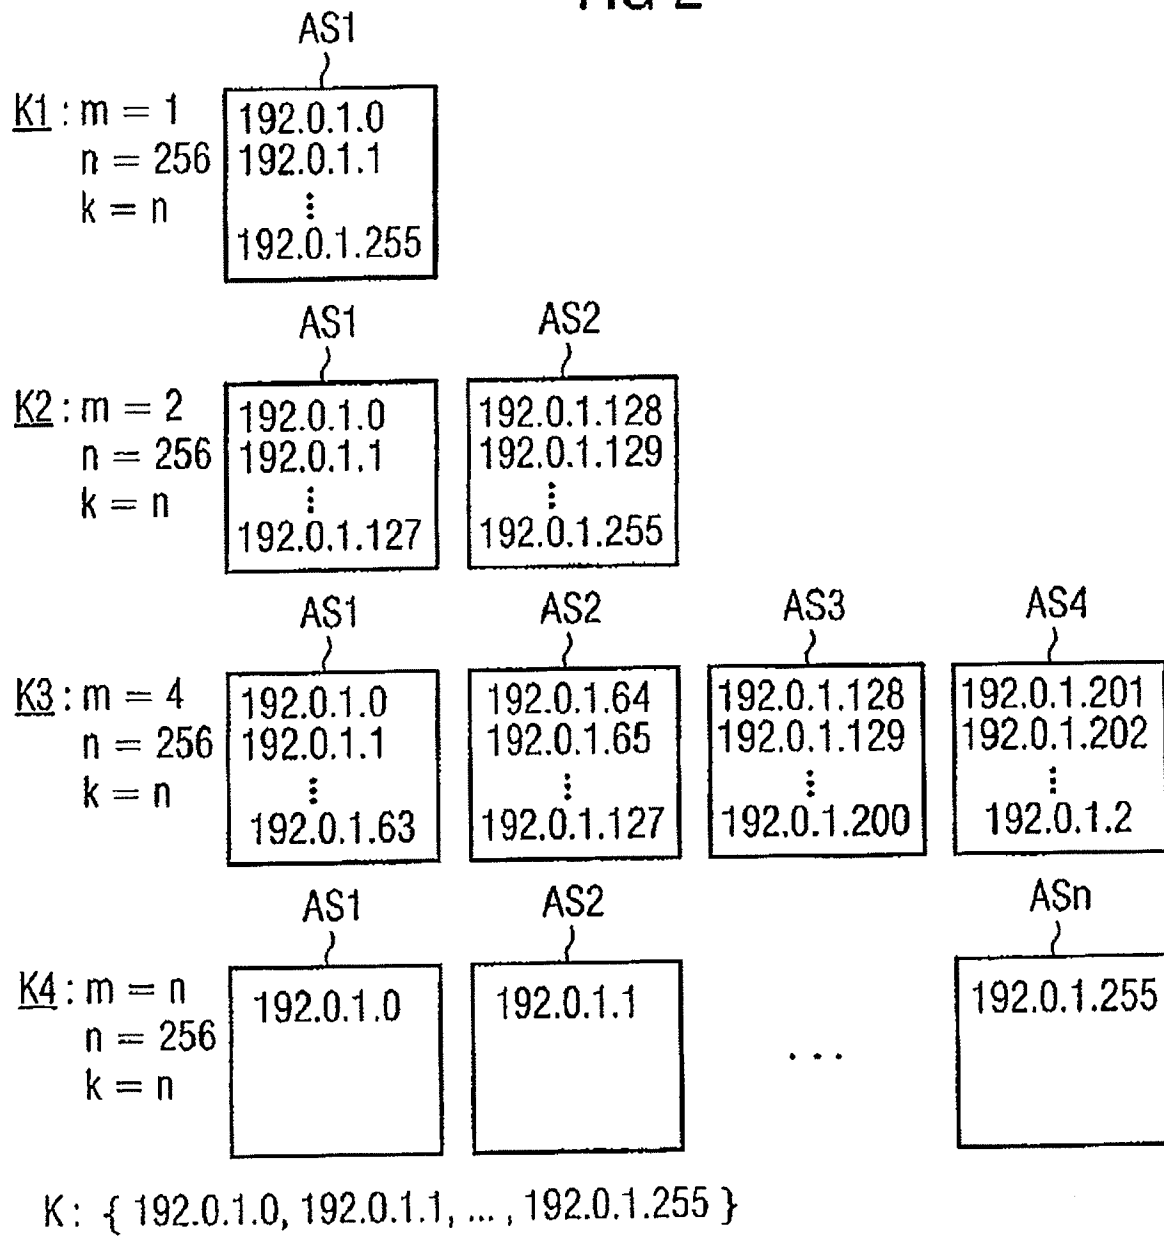 AS1
K1 : m = 1
n = 256
k = n
192.0.1.0
192.0.1.1
⋮
192.0.1.255
AS1 AS2
K2 : m = 2
n = 256
k = n
192.0.1.0
192.0.1.1
⋮
192.0.1.127
192.0.1.128
192.0.1.129
⋮
192.0.1.255
AS1 AS2 AS3 AS4
K3 : m = 4
n = 256
k = n
192.0.1.0
192.0.1.1
⋮
192.0.1.63
192.0.1.64
192.0.1.65
⋮
192.0.1.127
192.0.1.128
192.0.1.129
⋮
192.0.1.200
192.0.1.201
192.0.1.202
⋮
192.0.1.2
AS1 AS2 ASn
K4 : m = n
n = 256
k = n
192.0.1.0
192.0.1.1
...
192.0.1.255
K: { 192.0.1.0, 192.0.1.1, ... , 192.0.1.255 }